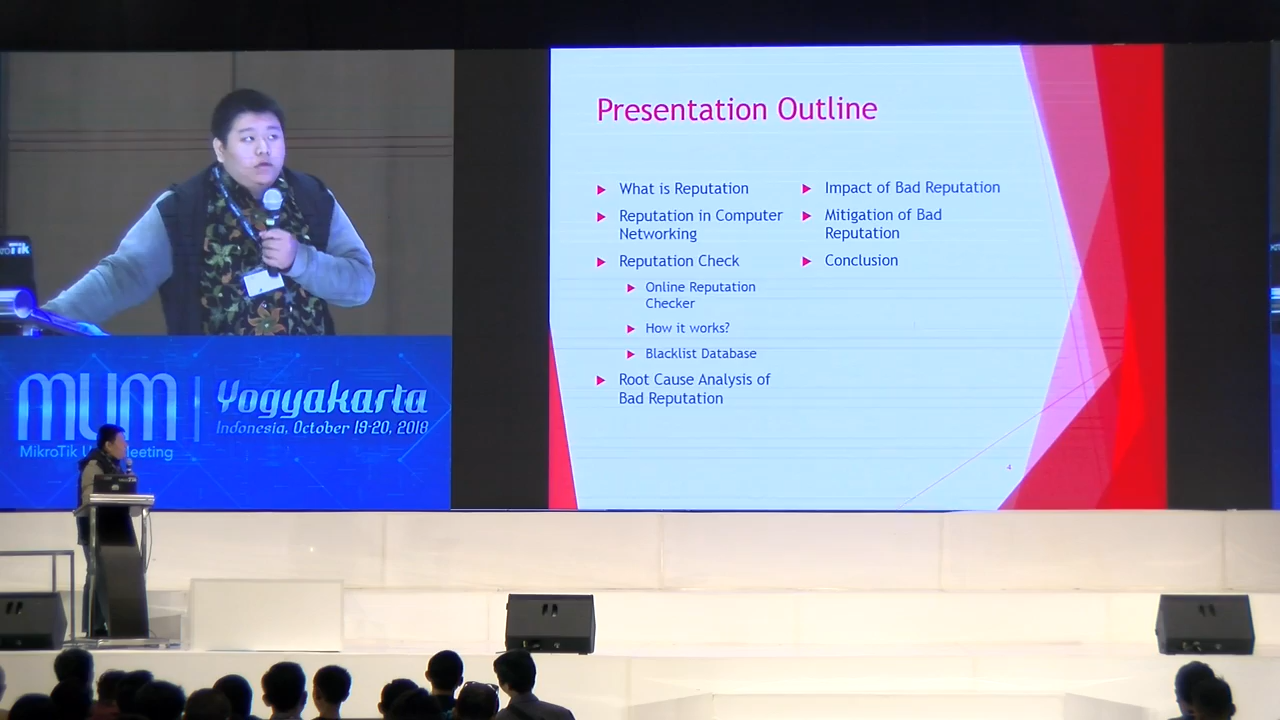 Presentation Outline
What is Reputation
Reputation in Computer
Networking
Reputation Check
Online Reputation
Checker
How it works?
Blacklist Database
Root Cause Analysis of
Bad Reputation
Impact of Bad Reputation
Mitigation of Bad
Reputation
Conclusion
4
MUM
Yogyakarta
Indonesia, October 19-20, 2018
MikroTik Meeting